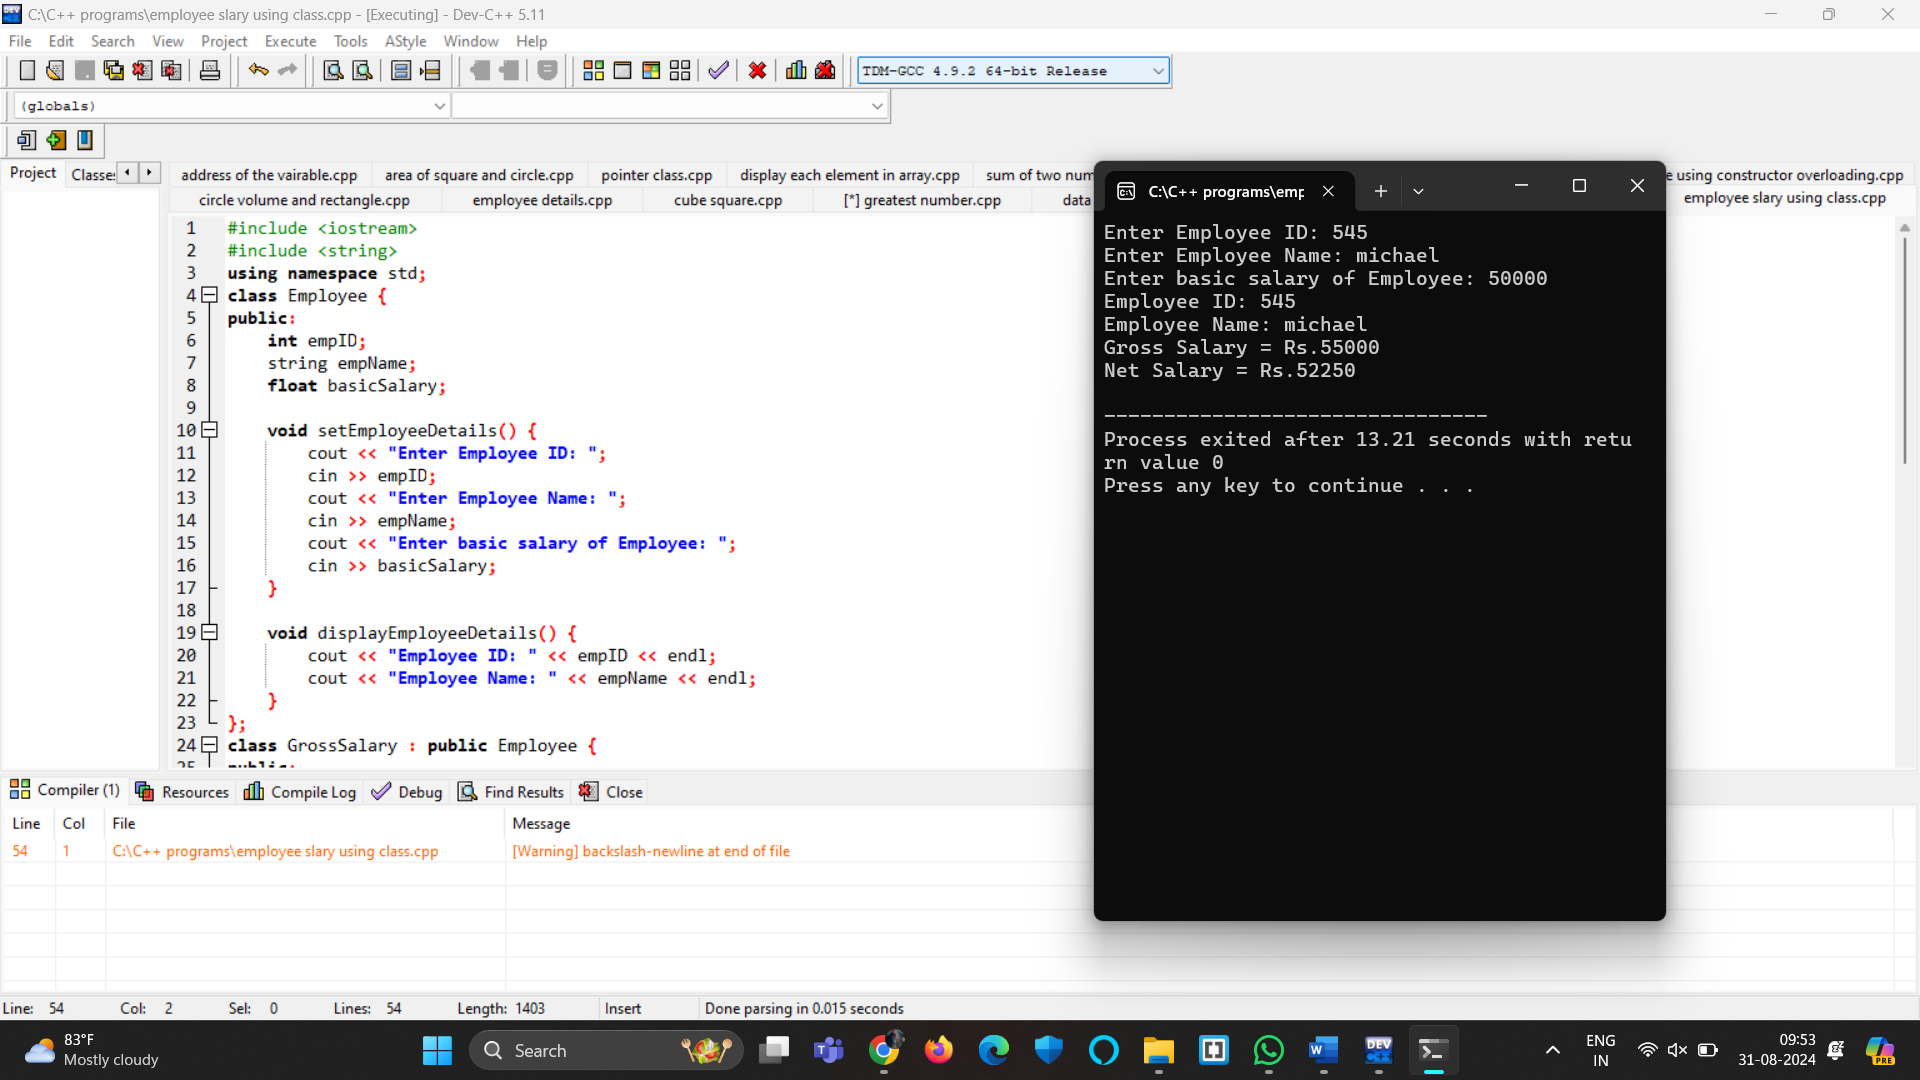 C:\C++ programs\employee slary using class.cpp - [Executing] - Dev-C++ 5.11
File Edit Search View Project Execute Tools AStyle Window Help
TDM-GCC 4.9.2 64-bit Release
(globals)
Project Classes
address of the vairable.cpp area of square and circle.cpp pointer class.cpp display each element in array.cpp sum of two num e using constructor overloading.cpp
circle volume and rectangle.cpp employee details.cpp cube square.cpp [*] greatest number.cpp data employee slary using class.cpp
1 #include <iostream>
2 #include <string>
3 using namespace std;
4 class Employee {
5 public:
6 int empID;
7 string empName;
8 float basicSalary;
9
10 void setEmployeeDetails() {
11 cout << "Enter Employee ID: ";
12 cin >> empID;
13 cout << "Enter Employee Name: ";
14 cin >> empName;
15 cout << "Enter basic salary of Employee: ";
16 cin >> basicSalary;
17 }
18
19 void displayEmployeeDetails() {
20 cout << "Employee ID: " << empID << endl;
21 cout << "Employee Name: " << empName << endl;
22 }
23 };
24 class GrossSalary : public Employee {
25 public:
C:\C++ programs\emp
Enter Employee ID: 545
Enter Employee Name: michael
Enter basic salary of Employee: 50000
Employee ID: 545
Employee Name: michael
Gross Salary = Rs.55000
Net Salary = Rs.52250
--------------------------------
Process exited after 13.21 seconds with retu
rn value 0
Press any key to continue . . .
Compiler (1) Resources Compile Log Debug Find Results Close
Line Col File Message
54 1 C:\C++ programs\employee slary using class.cpp [Warning] backslash-newline at end of file
Line: 54 Col: 2 Sel: 0 Lines: 54 Length: 1403 Insert Done parsing in 0.015 seconds
83°F
Mostly cloudy
Search
ENG
IN
09:53
31-08-2024